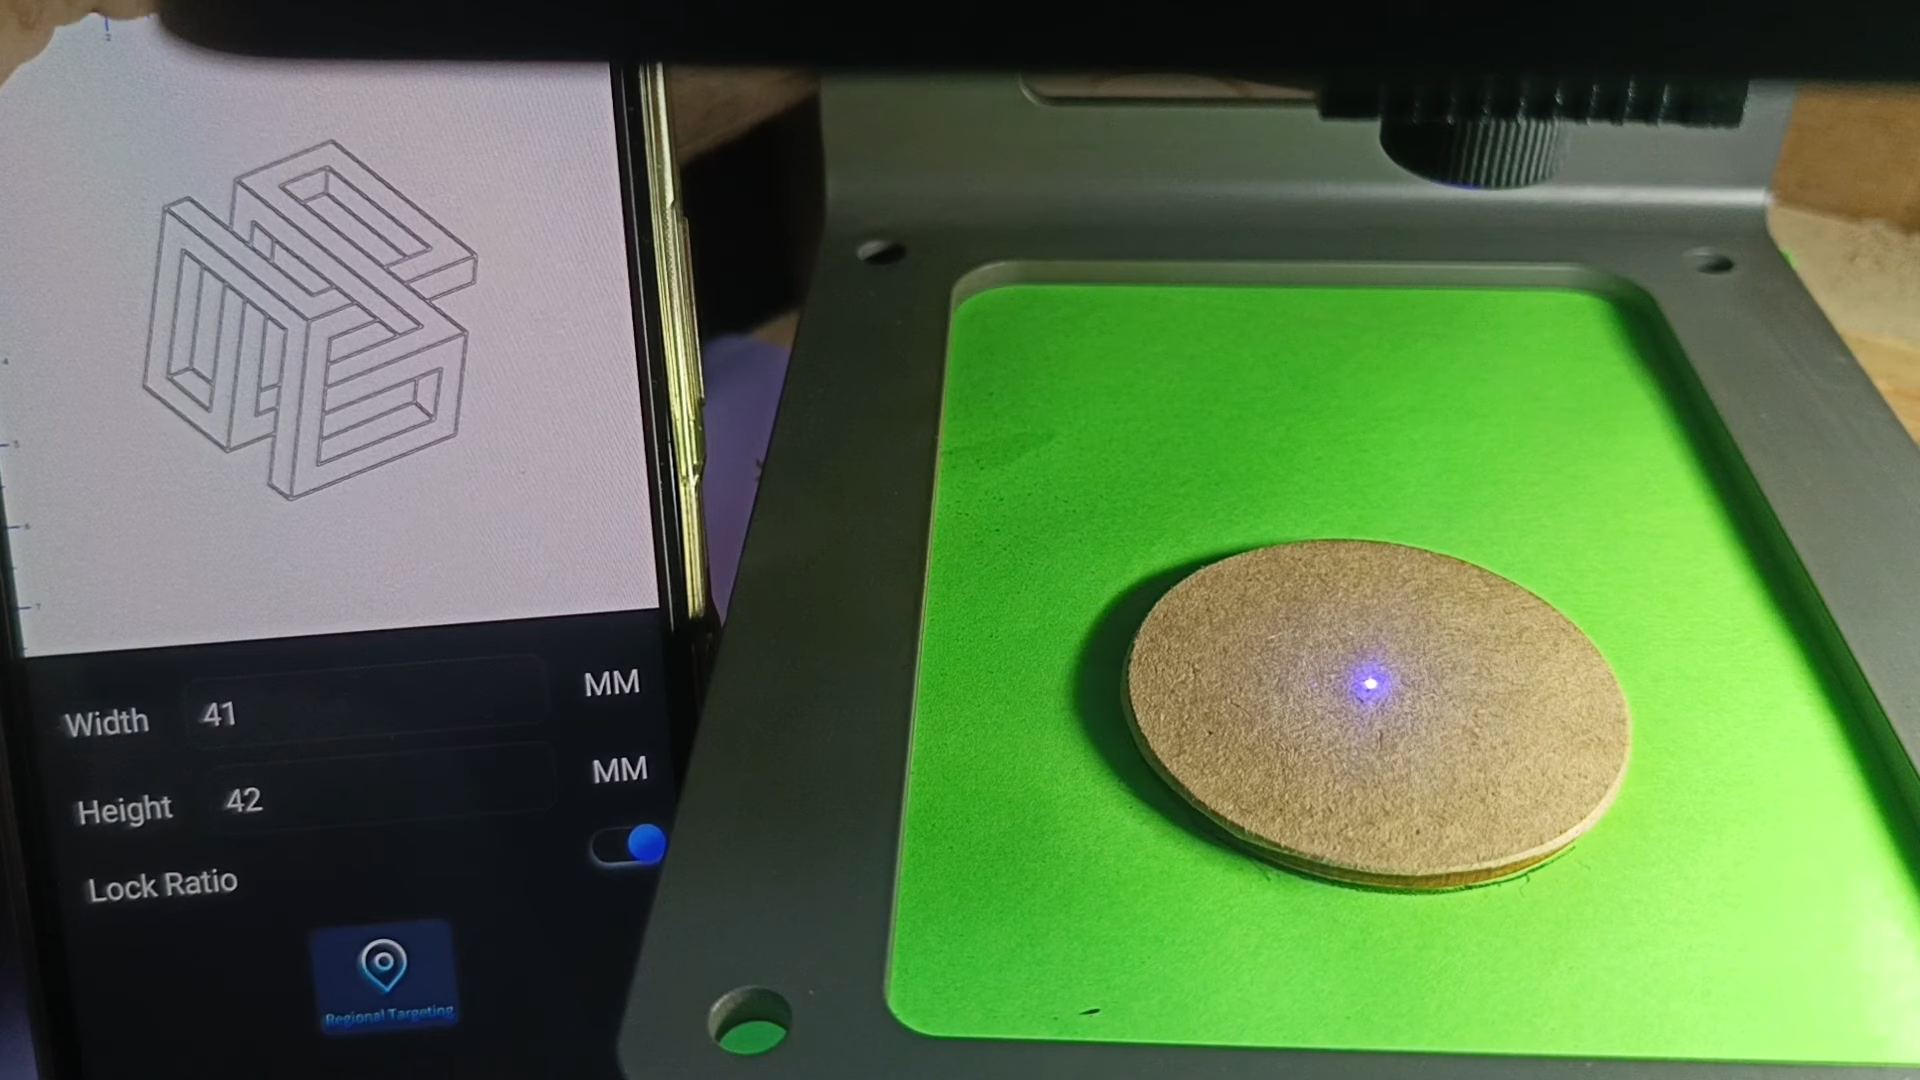 Width 41 MM
Height 42 MM
Lock Ratio
Regional Targeting